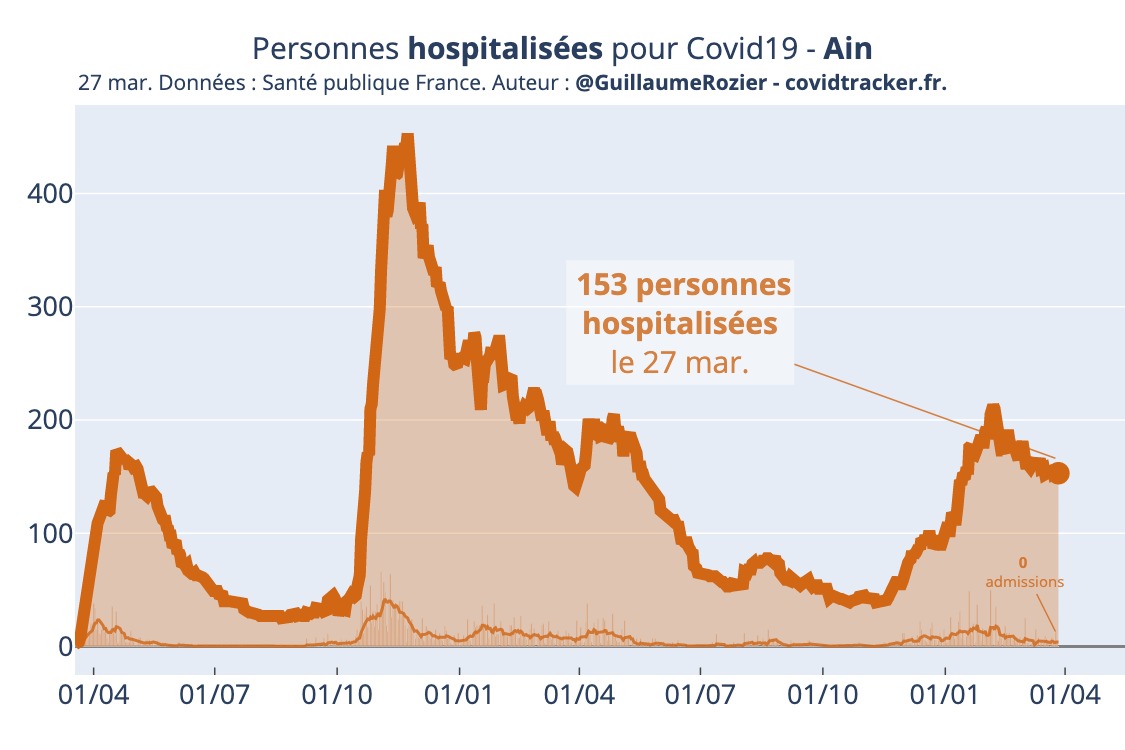 Personnes hospitalisées pour Covid19 - Ain
27 mar. Données : Santé publique France. Auteur : @GuillaumeRozier - covidtracker.fr.
400
300
200
100
0
153 personnes
hospitalisées
le 27 mar.
0
admissions
01/04 01/07 01/10 01/01 01/04 01/07 01/10 01/01 01/04